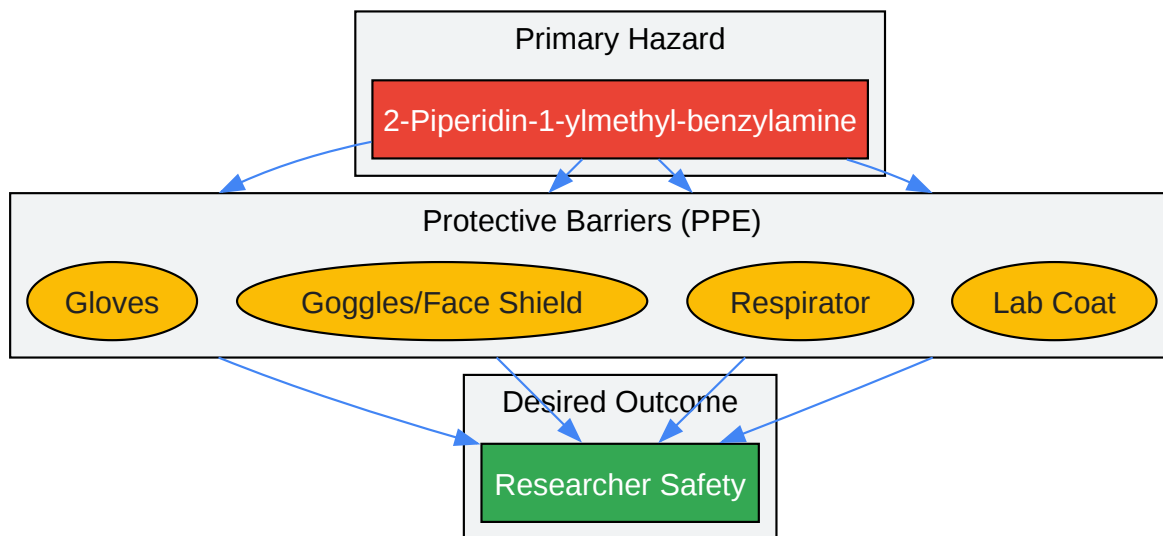 Primary Hazard
2-Piperidin-1-ylmethyl-benzylamine
Protective Barriers (PPE)
Gloves
Goggles/Face Shield
Respirator
Lab Coat
Desired Outcome
Researcher Safety